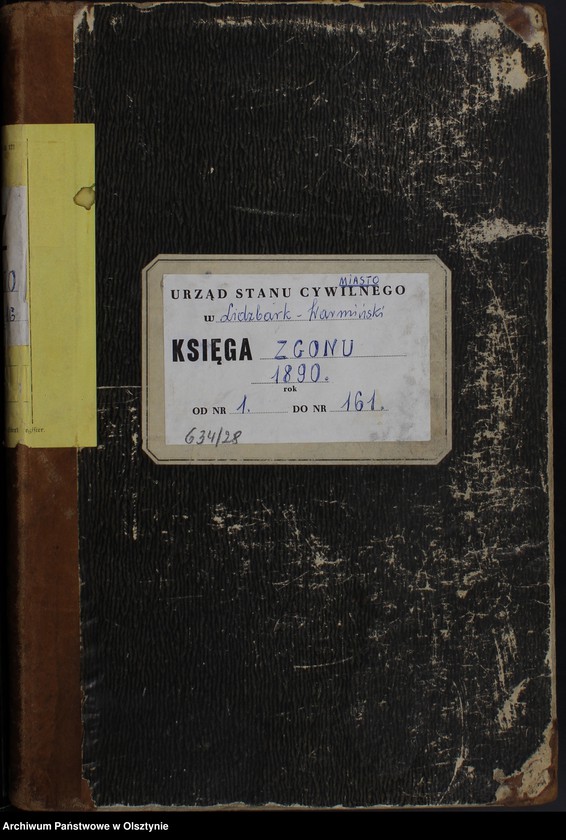 MIASTO
URZĄD STANU CYWILNEGO
w Lidzbark - Warmiński
KSIĘGA ZGONU
1890.
rok
OD NR 1. DO NR 161.
634/28
Archiwum Państwowe w Olsztynie